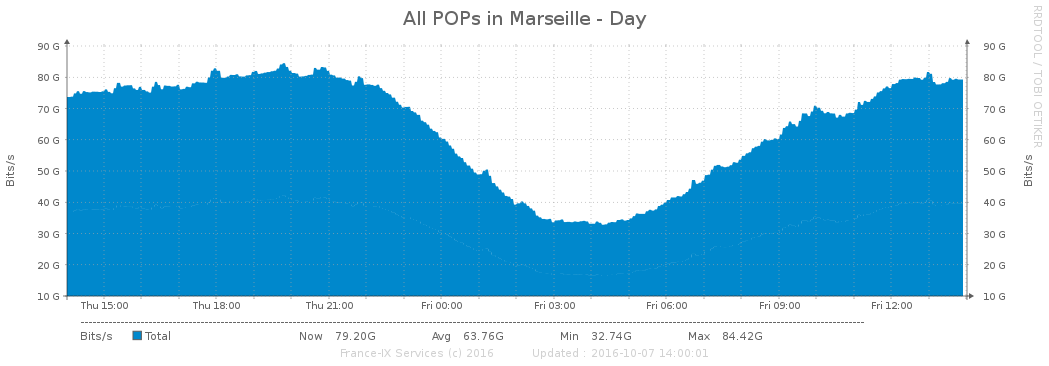 All POPs in Marseille - Day
RRDTOOL / TOBI OETIKER
90 G 90 G
80 G 80 G
70 G 70 G
60 G 60 G
50 G 50 G
40 G 40 G
30 G 30 G
20 G 20 G
10 G 10 G
Bits/s
Bits/s
Thu 15:00 Thu 18:00 Thu 21:00 Fri 00:00 Fri 03:00 Fri 06:00 Fri 09:00 Fri 12:00
Bits/s Total Now 79.20G Avg 63.76G Min 32.74G Max 84.42G
France-IX Services (c) 2016 Updated : 2016-10-07 14:00:01